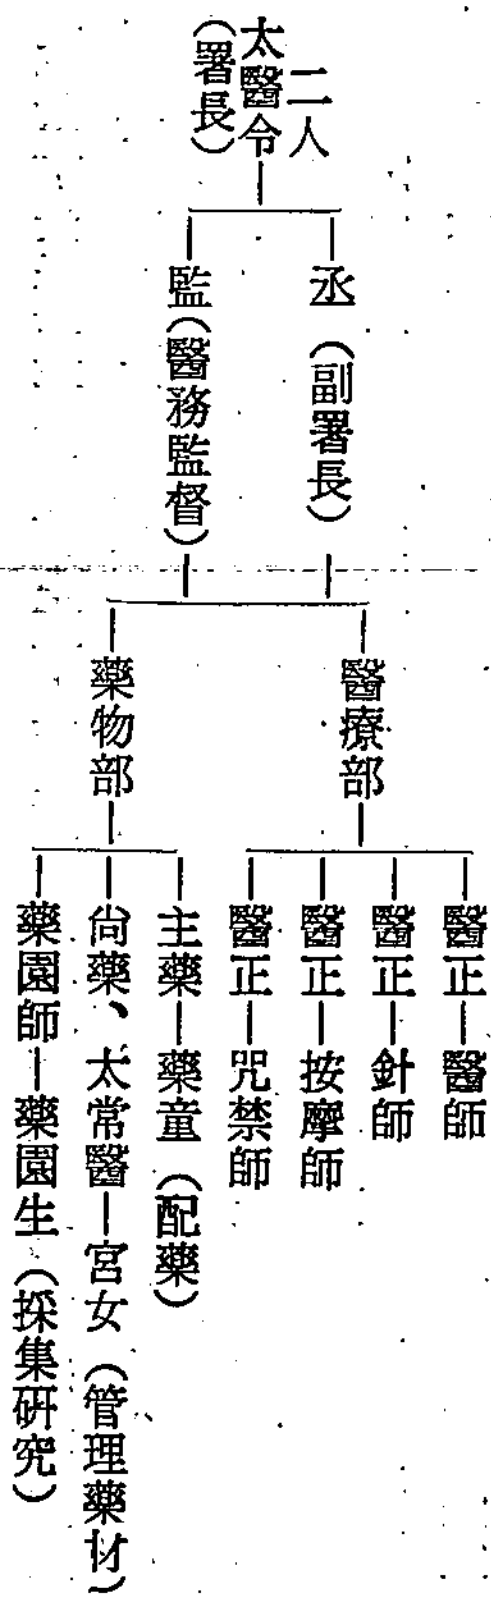 二人
太醫令
（署長）
丞（副署長）
監（醫務監督）
醫療部
藥物部
醫正—醫師
醫正—針師
醫正—按摩師
醫正—咒禁師
主藥—藥童（配藥）
尙藥、太常醫—宮女（管理藥材）
藥園師—藥園生（採集研究）